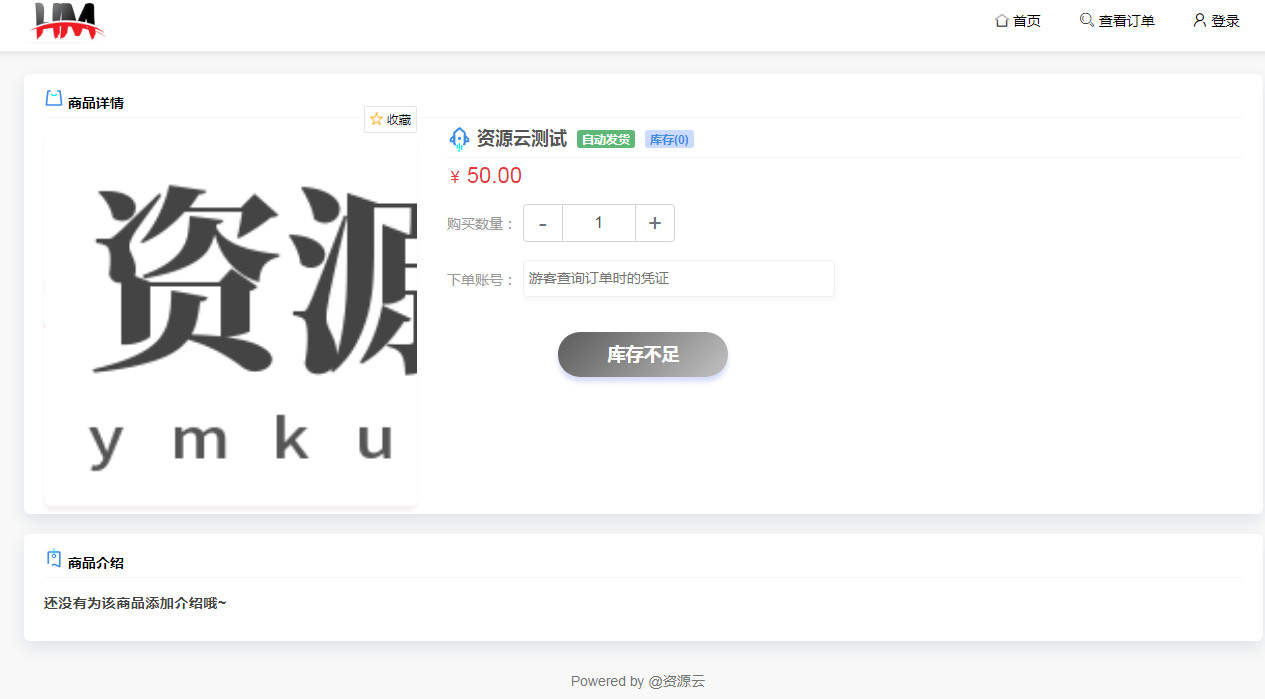 HM
首页 查看订单 登录
商品详情
收藏
资源云测试 自动发货 库存(0)
¥ 50.00
购买数量： - 1 +
下单账号： 游客查询订单时的凭证
库存不足
资源
y m k u
商品介绍
还没有为该商品添加介绍哦~
Powered by @资源云